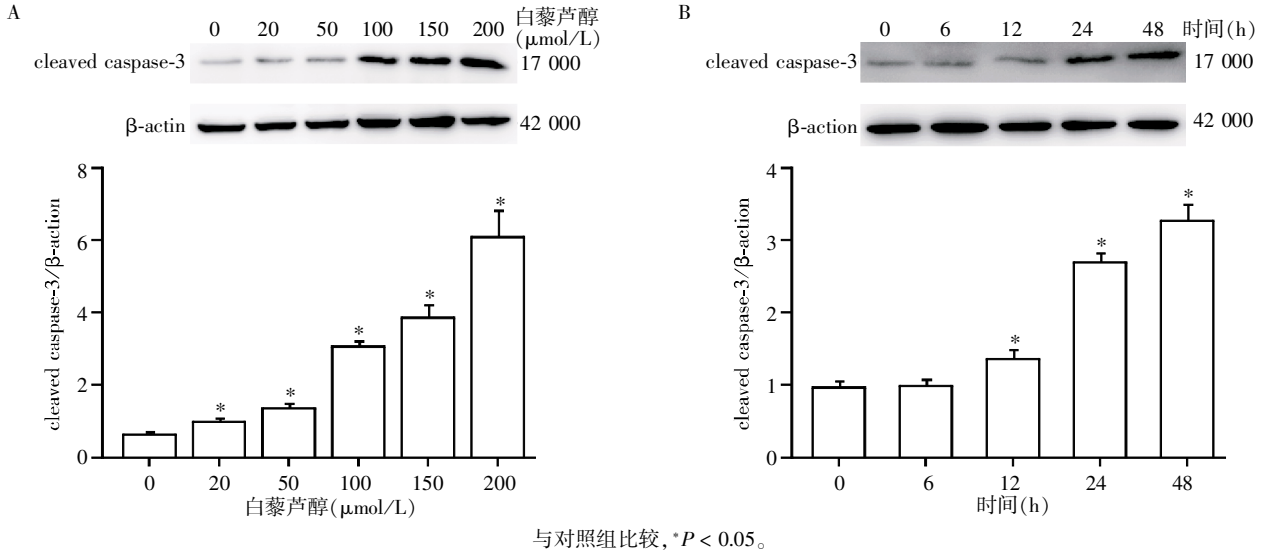 A
0 20 50 100 150 200 白藜芦醇
(μmol/L)
cleaved caspase-3 17 000
β-actin 42 000
8
6
4
2
0
cleaved caspase-3/β-action
* * * * *
0 20 50 100 150 200
白藜芦醇(μmol/L)
B
0 6 12 24 48 时间(h)
cleaved caspase-3 17 000
β-action 42 000
4
3
2
1
0
cleaved caspase-3/β-action
* * *
0 6 12 24 48
时间(h)
与对照组比较,*P < 0.05。